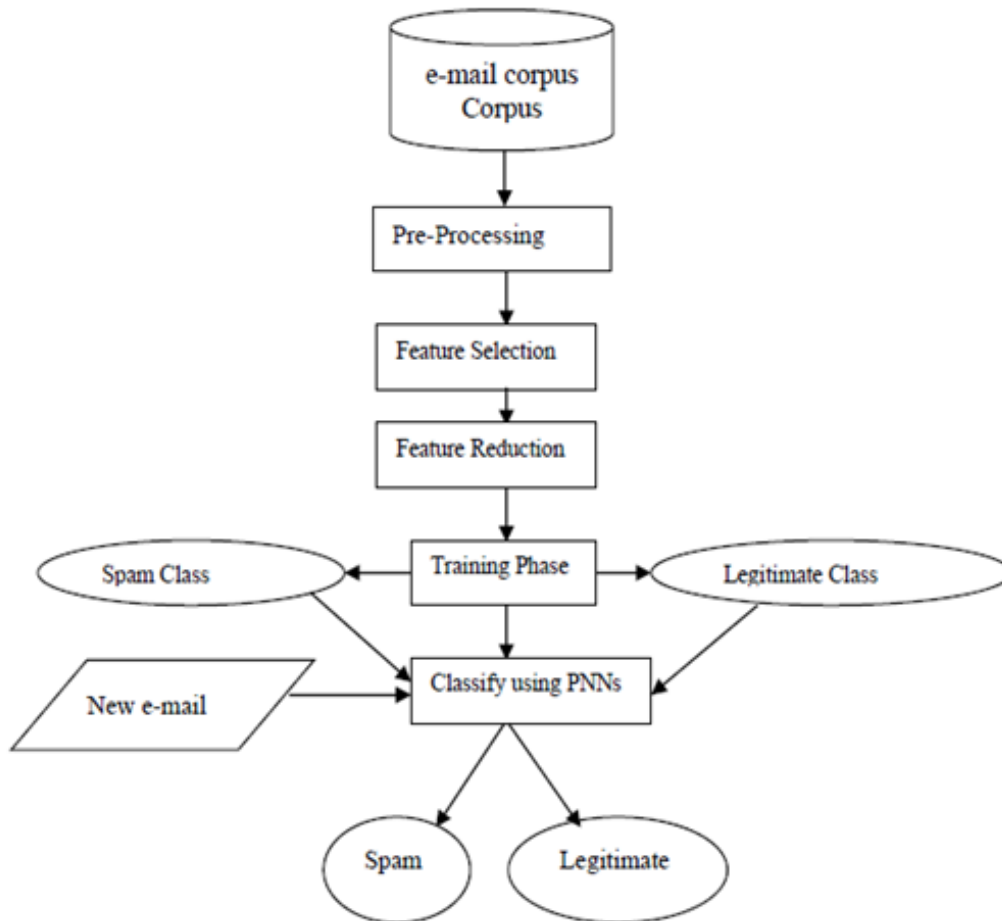 e-mail corpus
Corpus
Pre-Processing
Feature Selection
Feature Reduction
Spam Class
Training Phase
Legitimate Class
New e-mail
Classify using PNNs
Spam
Legitimate